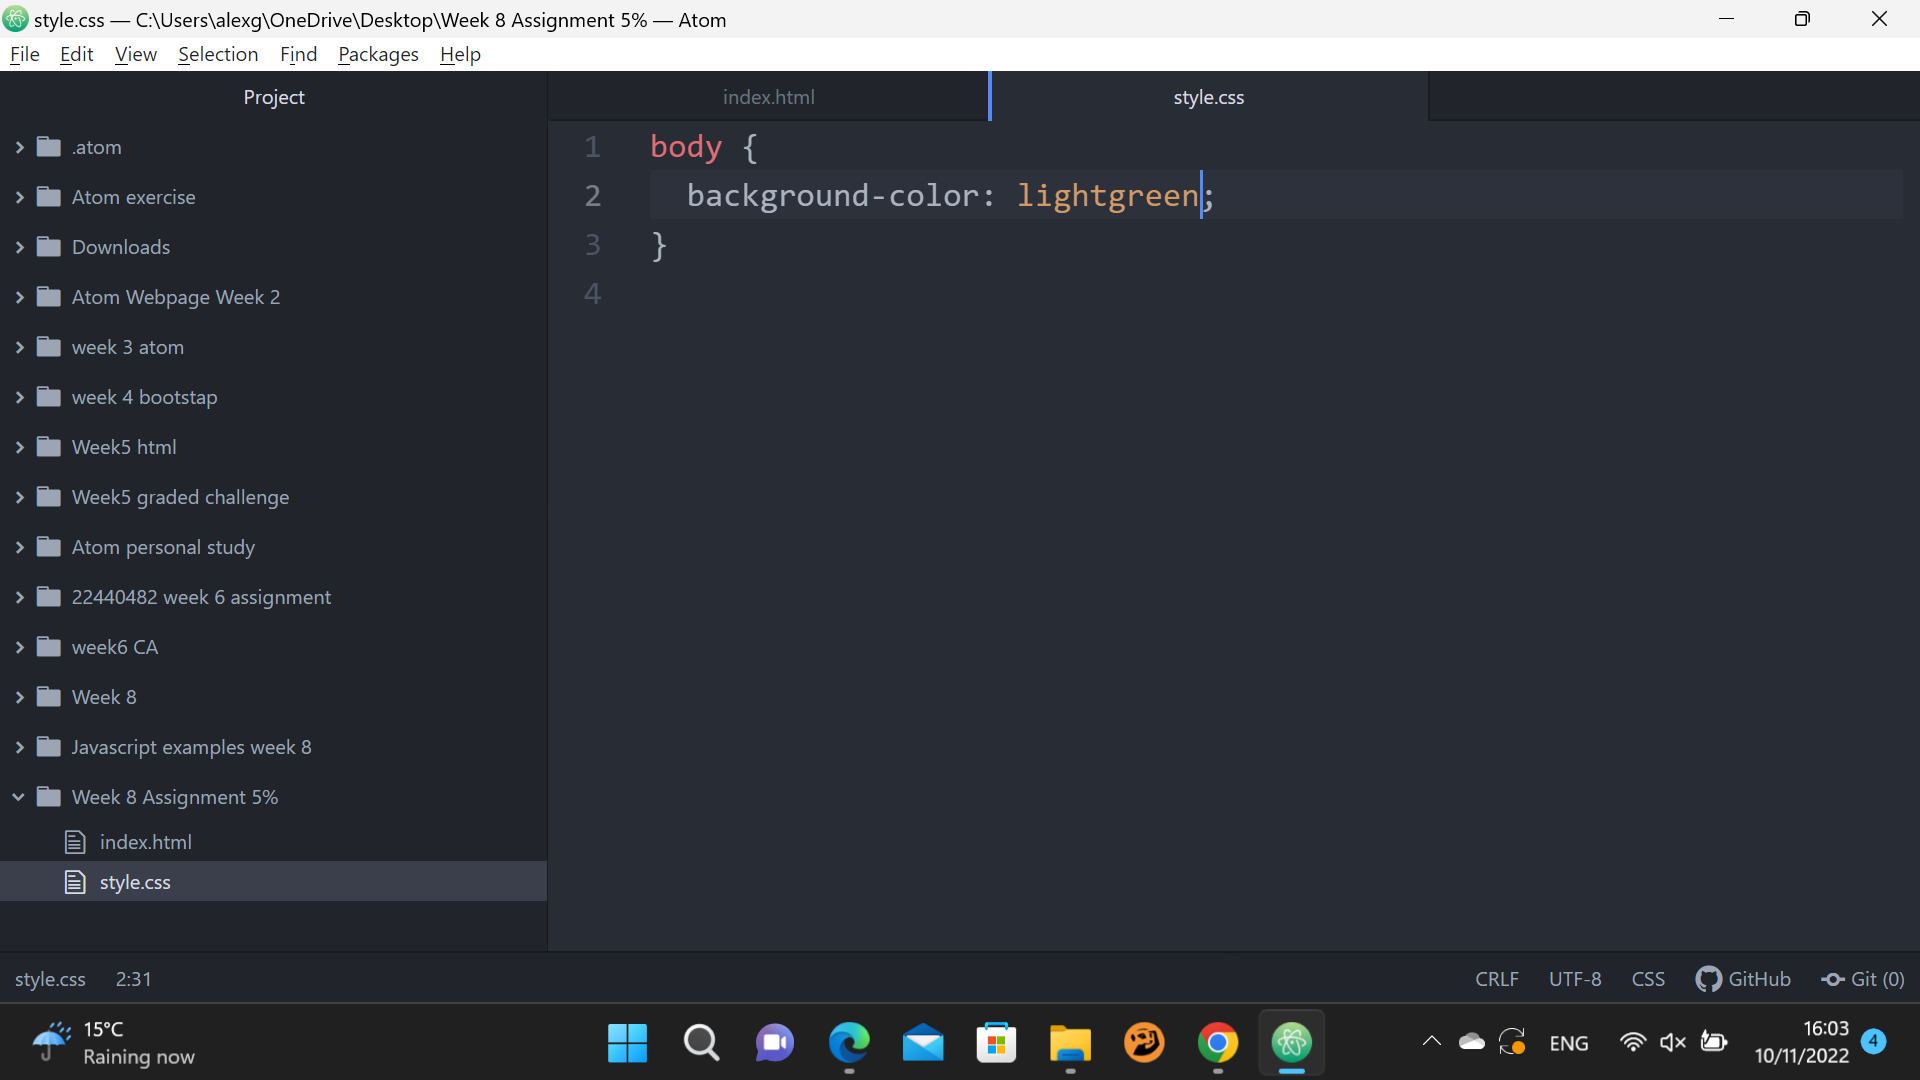 style.css — C:\Users\alexg\OneDrive\Desktop\Week 8 Assignment 5% — Atom
File Edit View Selection Find Packages Help
Project
.atom
Atom exercise
Downloads
Atom Webpage Week 2
week 3 atom
week 4 bootstap
Week5 html
Week5 graded challenge
Atom personal study
22440482 week 6 assignment
week6 CA
Week 8
Javascript examples week 8
Week 8 Assignment 5%
index.html
style.css
index.html style.css
1 body {
2 background-color: lightgreen;
3 }
4
style.css 2:31 CRLF UTF-8 CSS GitHub Git (0)
15°C
Raining now
ENG
16:03
10/11/2022
4